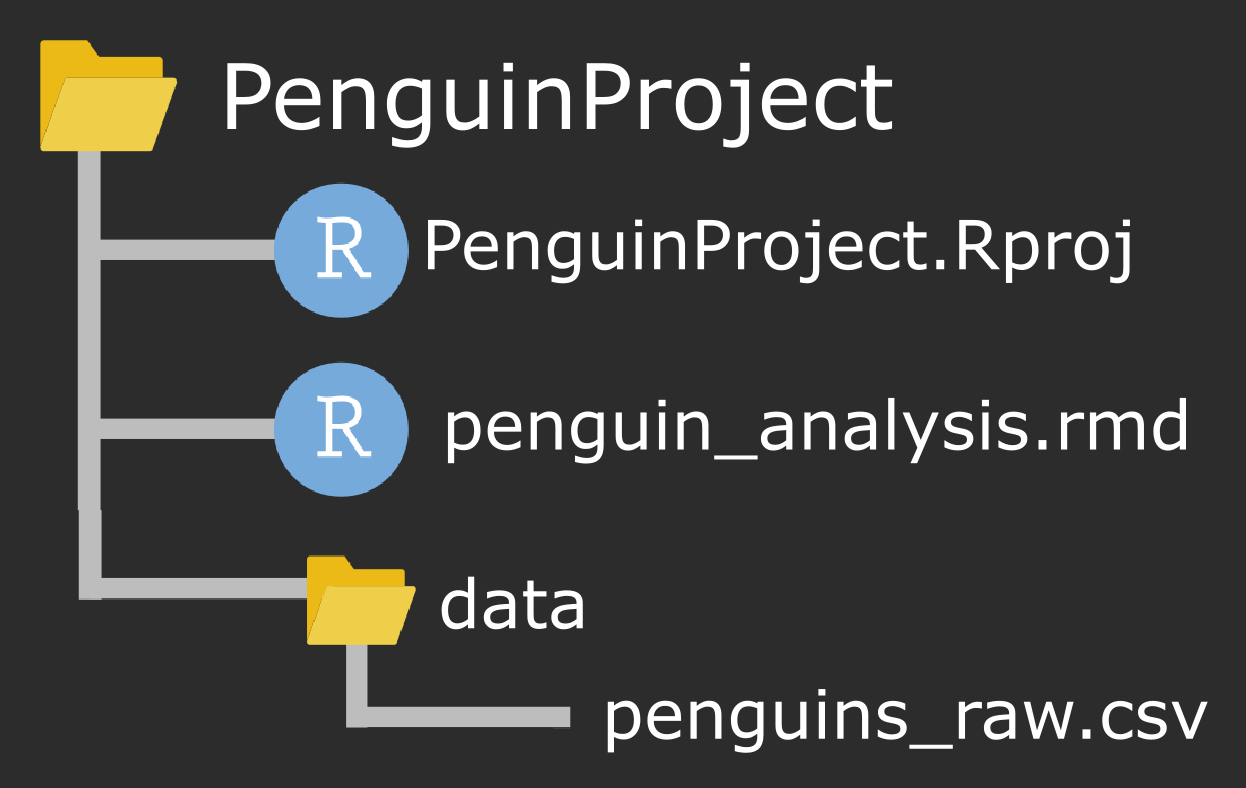 PenguinProject
R PenguinProject.Rproj
R penguin_analysis.rmd
data
penguins_raw.csv